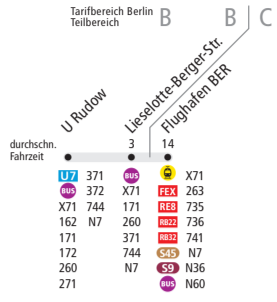 Tarifbereich Berlin B B C
Teilbereich
U Rudow
Lieselotte-Berger-Str.
Flughafen BER
durchschn. 3 14
Fahrzeit
U7 371 BUS X71
BUS 372 X71 FEX 263
X71 744 171 RE8 735
162 N7 260 RB22 736
171 371 RB32 741
172 744 S45 N7
260 N7 S9 N36
271 BUS N60